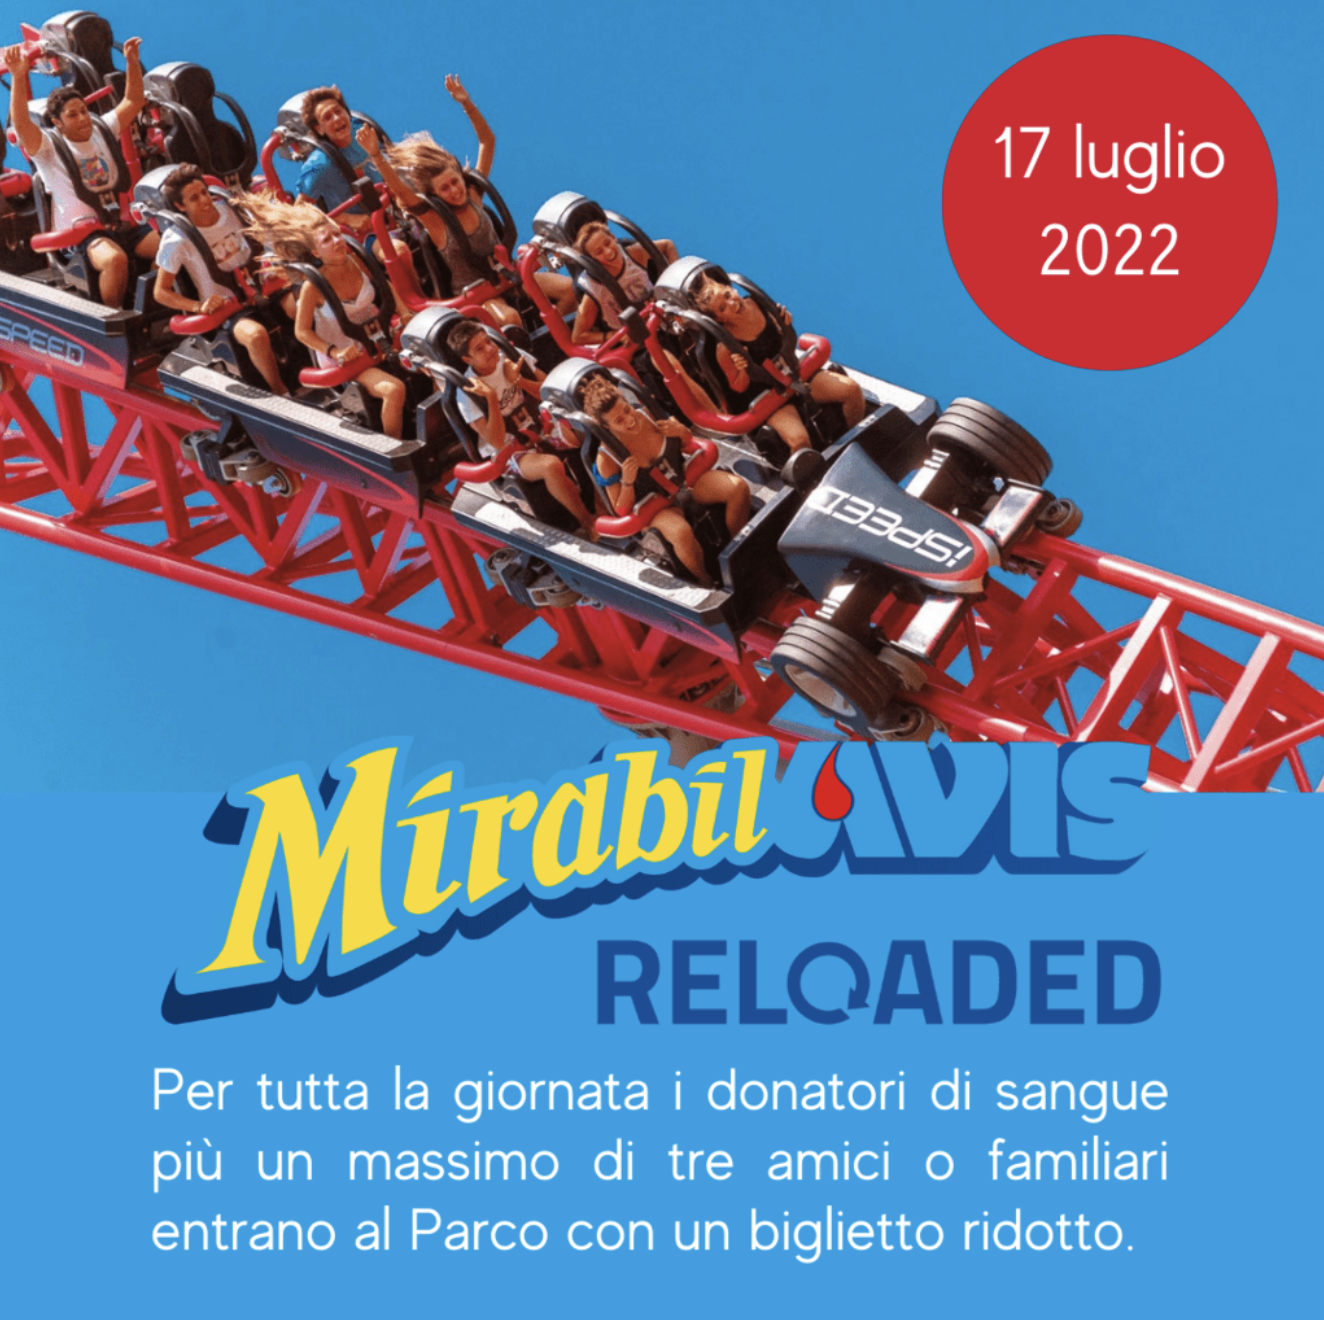 17 luglio
2022
SPEED
iSPEED
MirabilAVIS
RELOADED
Per tutta la giornata i donatori di sangue
più un massimo di tre amici o familiari
entrano al Parco con un biglietto ridotto.